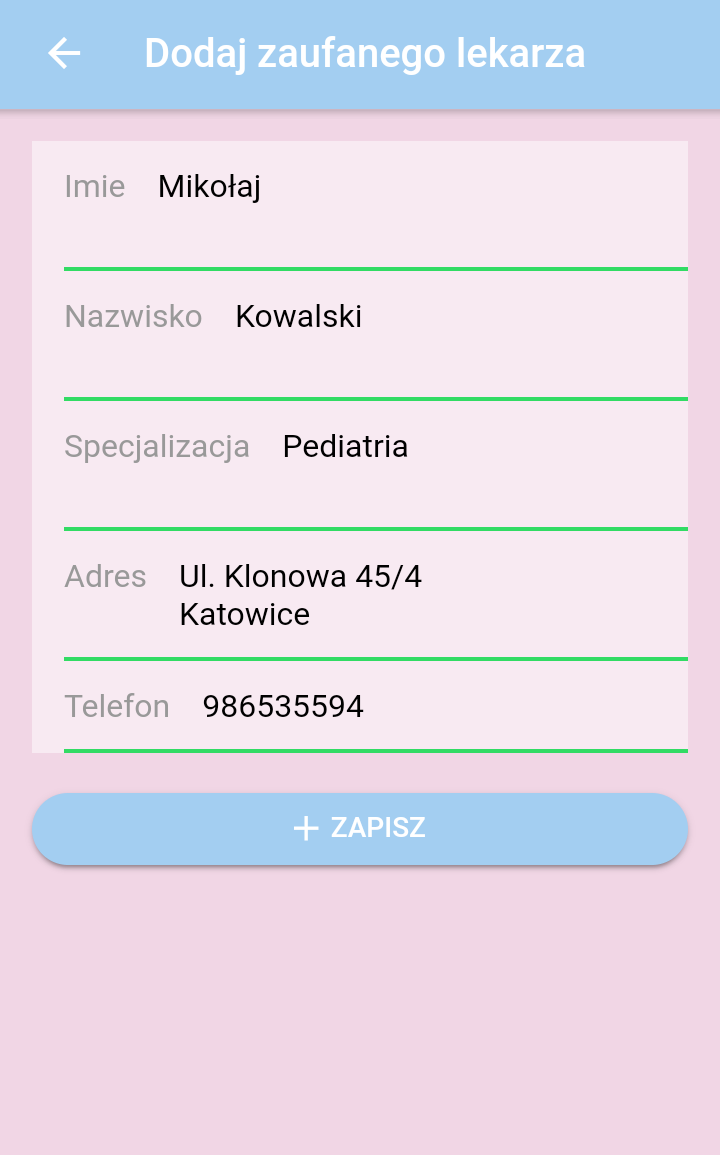 Dodaj zaufanego lekarza
Imie Mikołaj
Nazwisko Kowalski
Specjalizacja Pediatria
Adres Ul. Klonowa 45/4
Katowice
Telefon 986535594
ZAPISZ